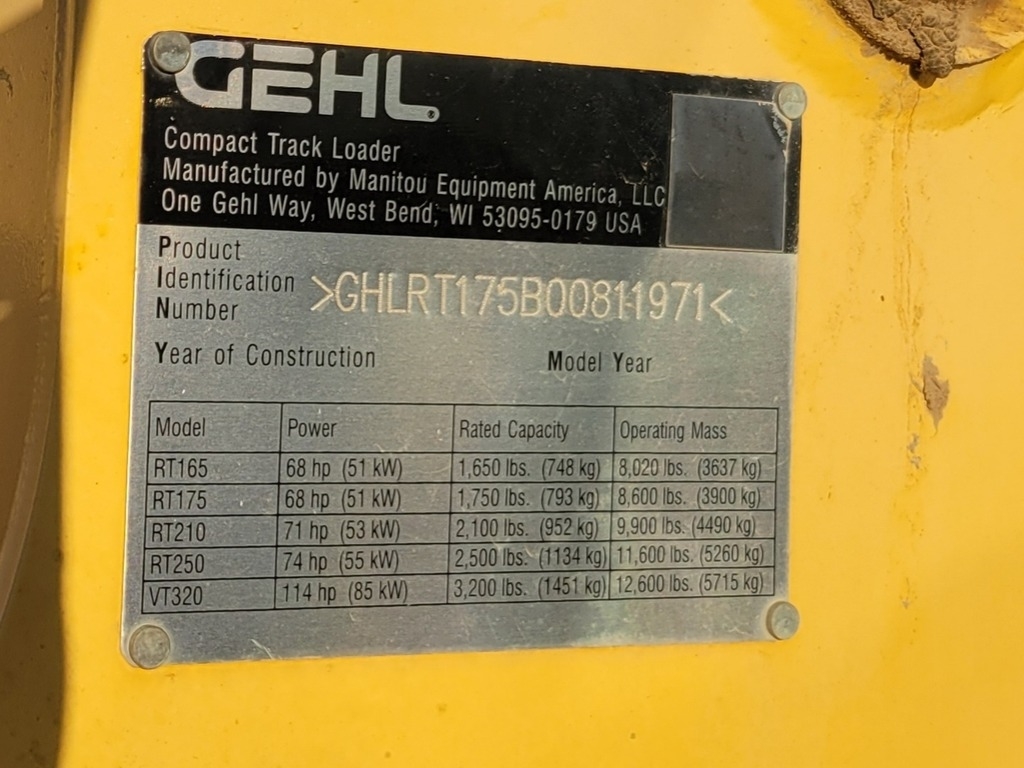 GEHL®
Compact Track Loader
Manufactured by Manitou Equipment America, LLC
One Gehl Way, West Bend, WI 53095-0179 USA
Product
Identification
Number
>GHLRT175B00811971<
Year of Construction Model Year
Model Power Rated Capacity Operating Mass
RT165 68 hp (51 kW) 1,650 lbs. (748 kg) 8,020 lbs. (3637 kg)
RT175 68 hp (51 kW) 1,750 lbs. (793 kg) 8,600 lbs. (3900 kg)
RT210 71 hp (53 kW) 2,100 lbs. (952 kg) 9,900 lbs. (4490 kg)
RT250 74 hp (55 kW) 2,500 lbs. (1134 kg) 11,600 lbs. (5260 kg)
VT320 114 hp (85 kW) 3,200 lbs. (1451 kg) 12,600 lbs. (5715 kg)